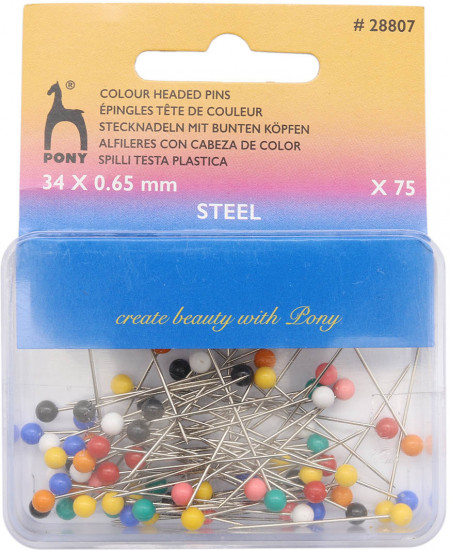 # 28807
®
COLOUR HEADED PINS
ÉPINGLES TÊTE DE COULEUR
STECKNADELN MIT BUNTEN KÖPFEN
ALFILERES CON CABEZA DE COLOR
SPILLI TESTA PLASTICA
PONY
34 X 0.65 mm
X 75
STEEL
create beauty with Pony